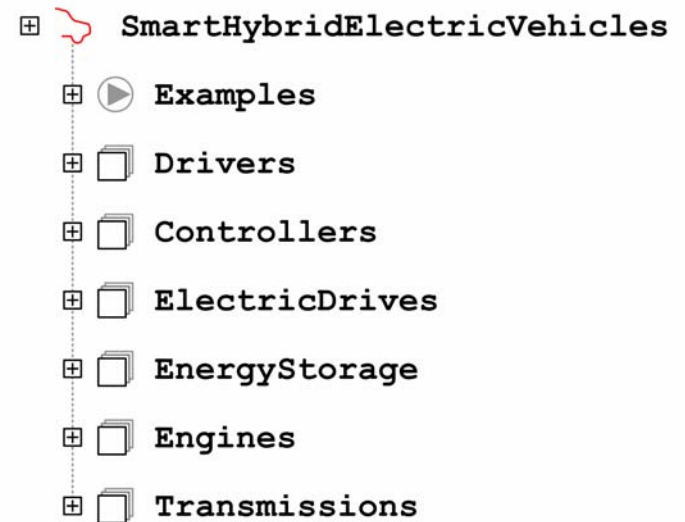 SmartHybridElectricVehicles
Examples
Drivers
Controllers
ElectricDrives
EnergyStorage
Engines
Transmissions